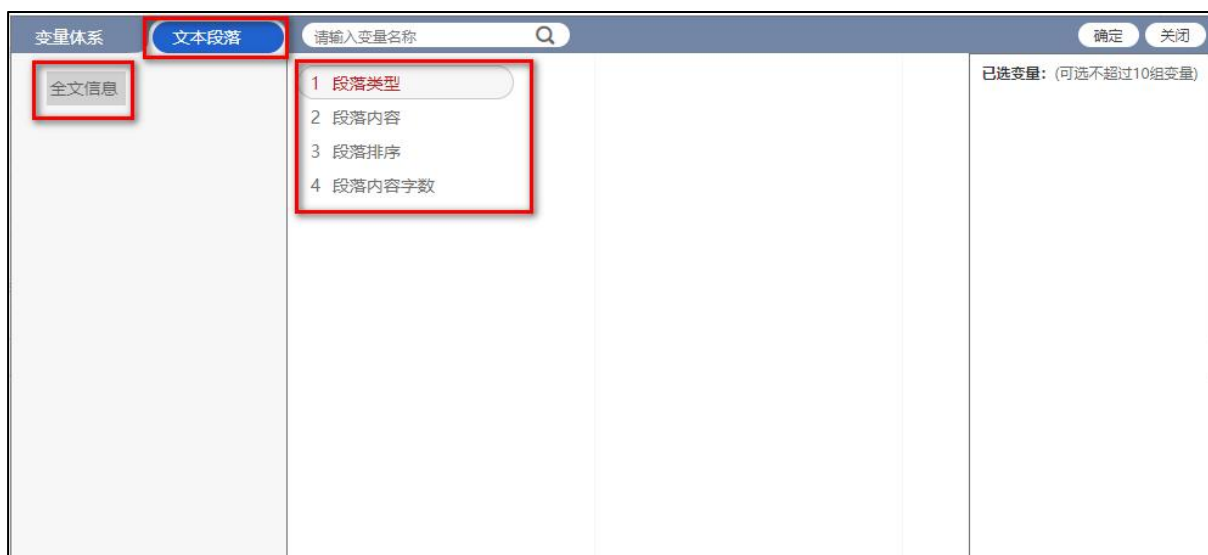 变量体系 文本段落 请输入变量名称 确定 关闭
全文信息
1 段落类型
2 段落内容
3 段落排序
4 段落内容字数
已选变量：(可选不超过10组变量)